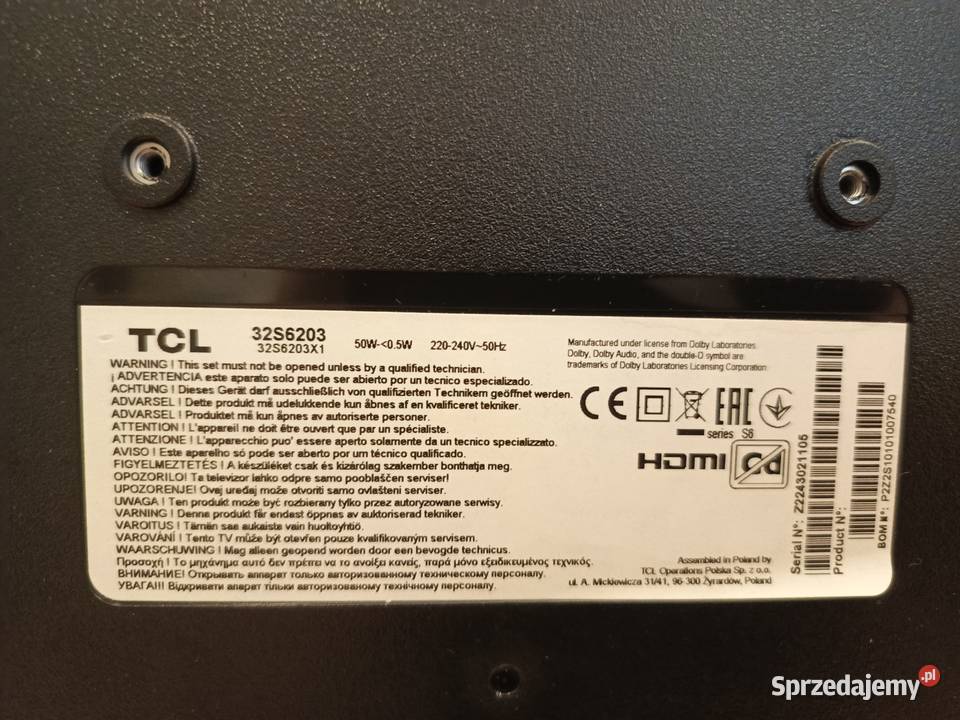 TCL
32S6203
32S6203X1
50W-<0.5W
220-240V~50Hz
WARNING ! This set must not be opened unless by a qualified technician.
¡ ADVERTENCIA este aparato solo puede ser abierto por un tecnico especializado.
ACHTUNG ! Dieses Gerät darf ausschließlich von qualifizierten Technikern geöffnet werden.
ADVARSEL ! Dette produkt må udelukkende kun åbnes af en kvalificeret tekniker.
ADVARSEL ! Produktet må kun åpnes av autoriserte personer.
ATTENTION ! L'appareil ne doit être ouvert que par un spécialiste.
ATTENZIONE ! L'apparecchio puo' essere aperto solamente da un tecnico specializzato.
AVISO ! Este aparelho só pode ser aberto por um técnico qualificado.
FIGYELMEZTETÉS ! A készüléket csak és kizárólag szakember bonthatja meg.
OPOZORILO! Ta televizor lahko odpre samo pooblaščen serviser!
UPOZORENJE! Ovaj uređaj može otvoriti samo ovlašteni serviser.
UWAGA ! Ten produkt może być rozbierany tylko przez autoryzowane serwisy.
VARNING ! Denna produkt får endast öppnas av auktoriserad tekniker.
VAROITUS ! Tämän saa aukaista vain huoltoyhtiö.
VAROVÁNÍ ! Tento TV může být otevřen pouze kvalifikovaným servisem.
WAARSCHUWING ! Mag alleen geopend worden door een bevoegde technicus.
Προσοχή ! Το μηχάνημα αυτό δεν πρέπει να το ανοίξει κανείς, παρά μόνο εξειδικευμένος τεχνικός.
ВНИМАНИЕ! Открывать аппарат только авторизованному техническому персоналу.
УВАГА!!! Відкривати апарат тільки авторизованому технічному персоналу.
Manufactured under license from Dolby Laboratories.
Dolby, Dolby Audio, and the double-D symbol are
trademarks of Dolby Laboratories Licensing Corporation.
CE
EAC
series S6
HDMI
Cd
Assembled in Poland by
TCL Operations Polska Sp. z o.o.
ul. A. Mickiewicza 31/41, 96-300 Żyrardów, Poland
Serial N°: Z2243021105
Product N°:
BOM N°: P2Z2S10101007540
Sprzedajemy.pl